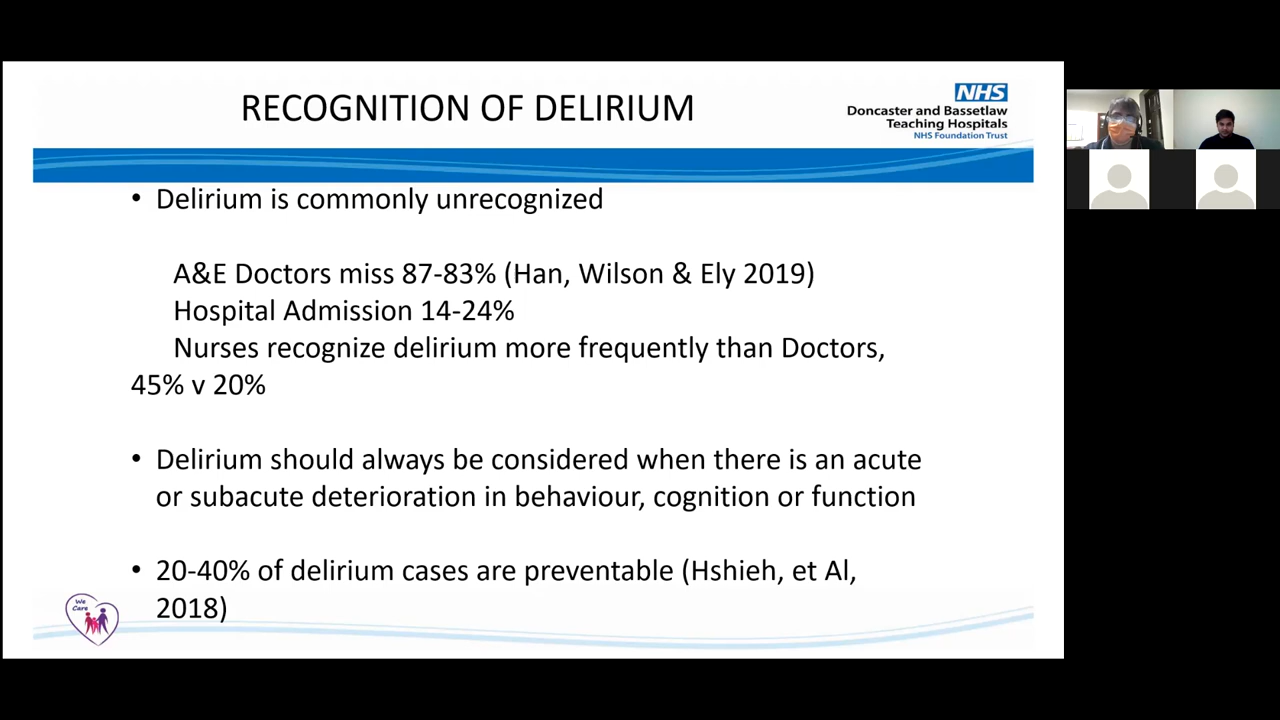 RECOGNITION OF DELIRIUM
NHS
Doncaster and Bassetlaw
Teaching Hospitals
NHS Foundation Trust
• Delirium is commonly unrecognized
A&E Doctors miss 87-83% (Han, Wilson & Ely 2019)
Hospital Admission 14-24%
Nurses recognize delirium more frequently than Doctors,
45% v 20%
• Delirium should always be considered when there is an acute
or subacute deterioration in behaviour, cognition or function
• 20-40% of delirium cases are preventable (Hshieh, et Al,
2018)
We
Care